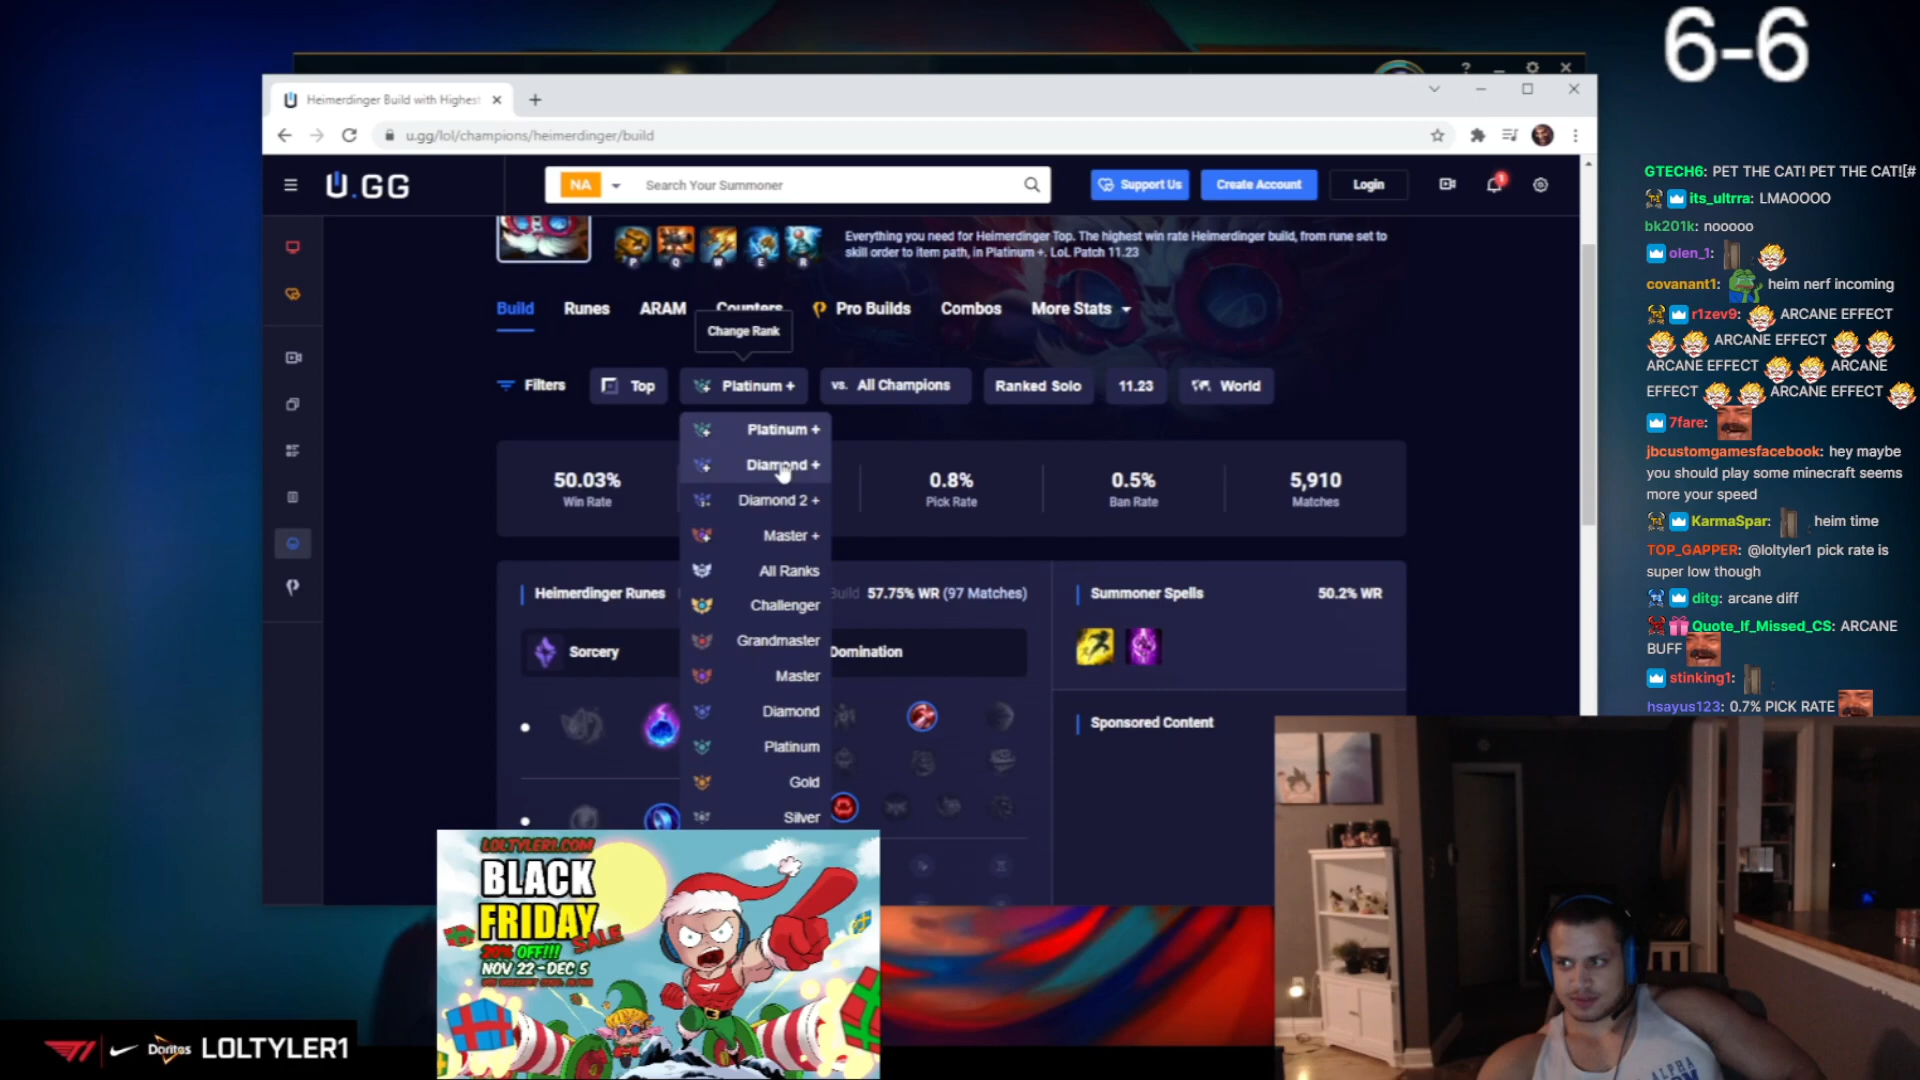 6-6
Heimerdinger Build with Highest
u.gg/lol/champions/heimerdinger/build
U.GG
NA
Search Your Summoner
Support Us
Create Account
Login
1
P
Q
W
E
R
Everything you need for Heimerdinger Top. The highest win rate Heimerdinger build, from rune set to
skill order to item path, in Platinum +. LoL Patch 11.23
Build
Runes
ARAM
Counters
Pro Builds
Combos
More Stats
Change Rank
Filters
Top
Platinum +
vs. All Champions
Ranked Solo
11.23
World
Platinum +
Diamond +
Diamond 2 +
Master +
All Ranks
Challenger
Grandmaster
Master
Diamond
Platinum
Gold
Silver
50.03%
Win Rate
0.8%
Pick Rate
0.5%
Ban Rate
5,910
Matches
Heimerdinger Runes
Build 57.75% WR (97 Matches)
Sorcery
Domination
Summoner Spells
50.2% WR
Sponsored Content
GTECH6: PET THE CAT! PET THE CAT![#
its_ultrra: LMAOOOO
bk201k: nooooo
olen_1:
covanant1: heim nerf incoming
r1zev9: ARCANE EFFECT
ARCANE EFFECT
ARCANE EFFECT ARCANE
EFFECT ARCANE EFFECT
7fare:
jbcustomgamesfacebook: hey maybe
you should play some minecraft seems
more your speed
KarmaSpar: heim time
TOP_GAPPER: @loltyler1 pick rate is
super low though
ditg: arcane diff
Quote_If_Missed_CS: ARCANE
BUFF
stinking1:
hsayus123: 0.7% PICK RATE
LOLTYLER1.COM
BLACK
FRIDAY
SALE
OFF!!!
NOV 22 - DEC 5
T1
Doritos
LOLTYLER1
ALPHA